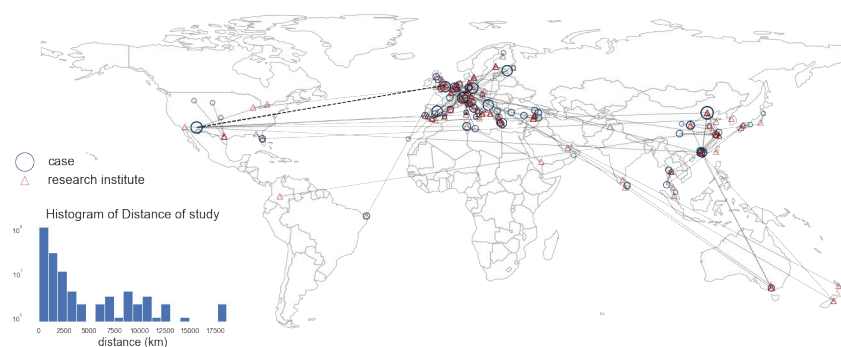 case
research institute
Histogram of Distance of study
10²
10¹
10⁰
0 2500 5000 7500 10000 12500 15000 17500
distance (km)